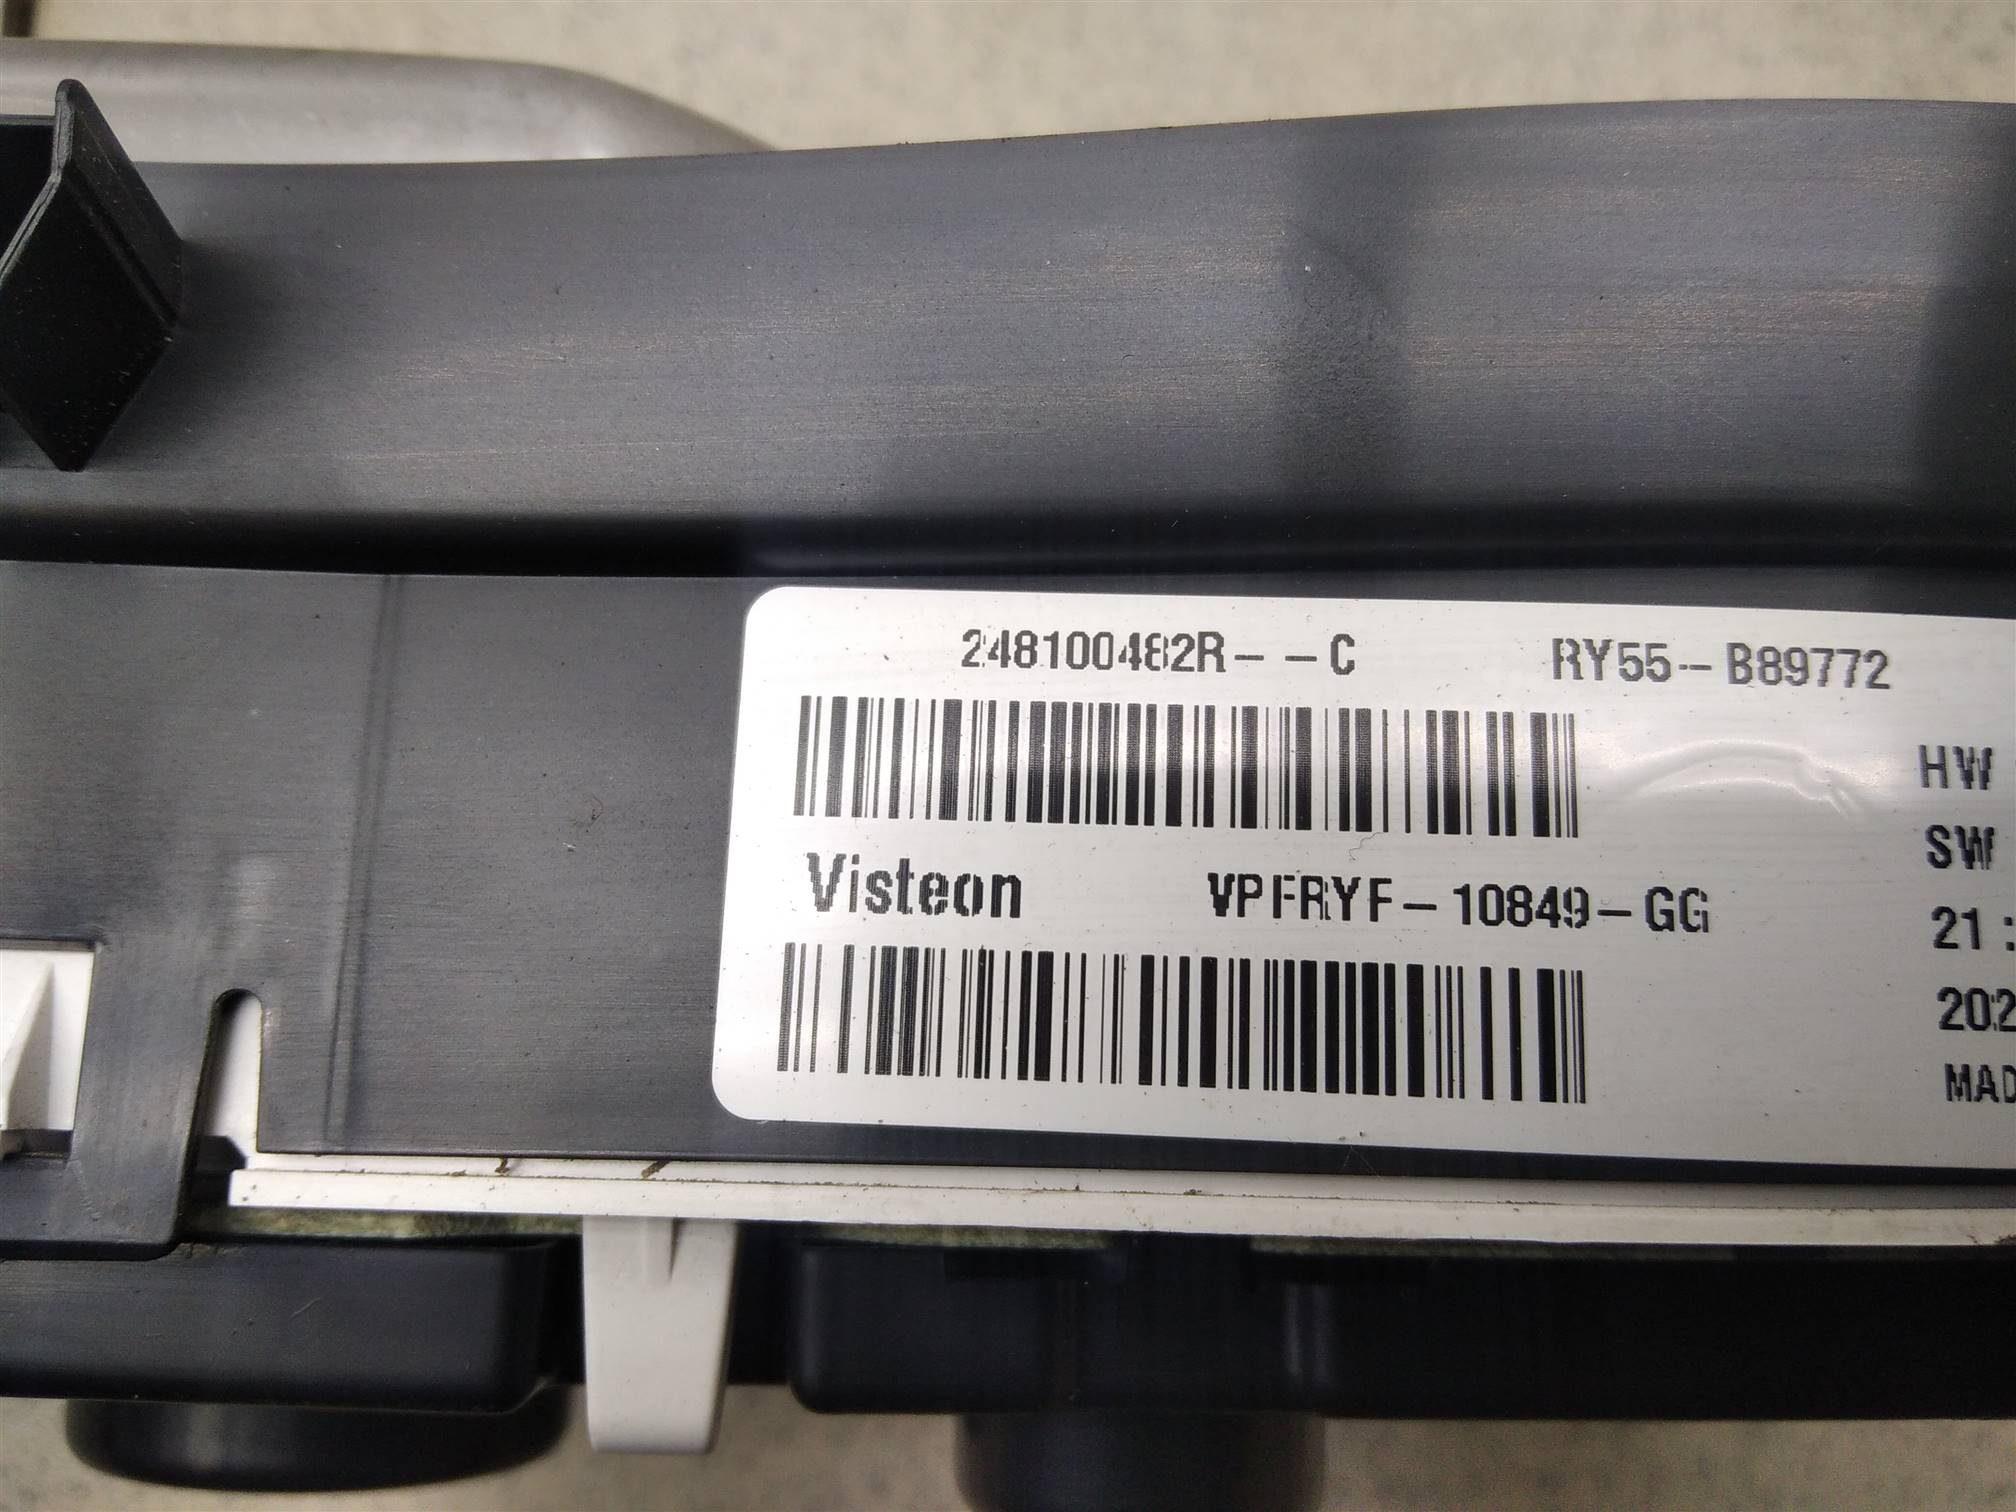 248100482R--C RY55-B89772
HW
SW
Visteon VPFRYF-10849-GG
21:
202
MAD